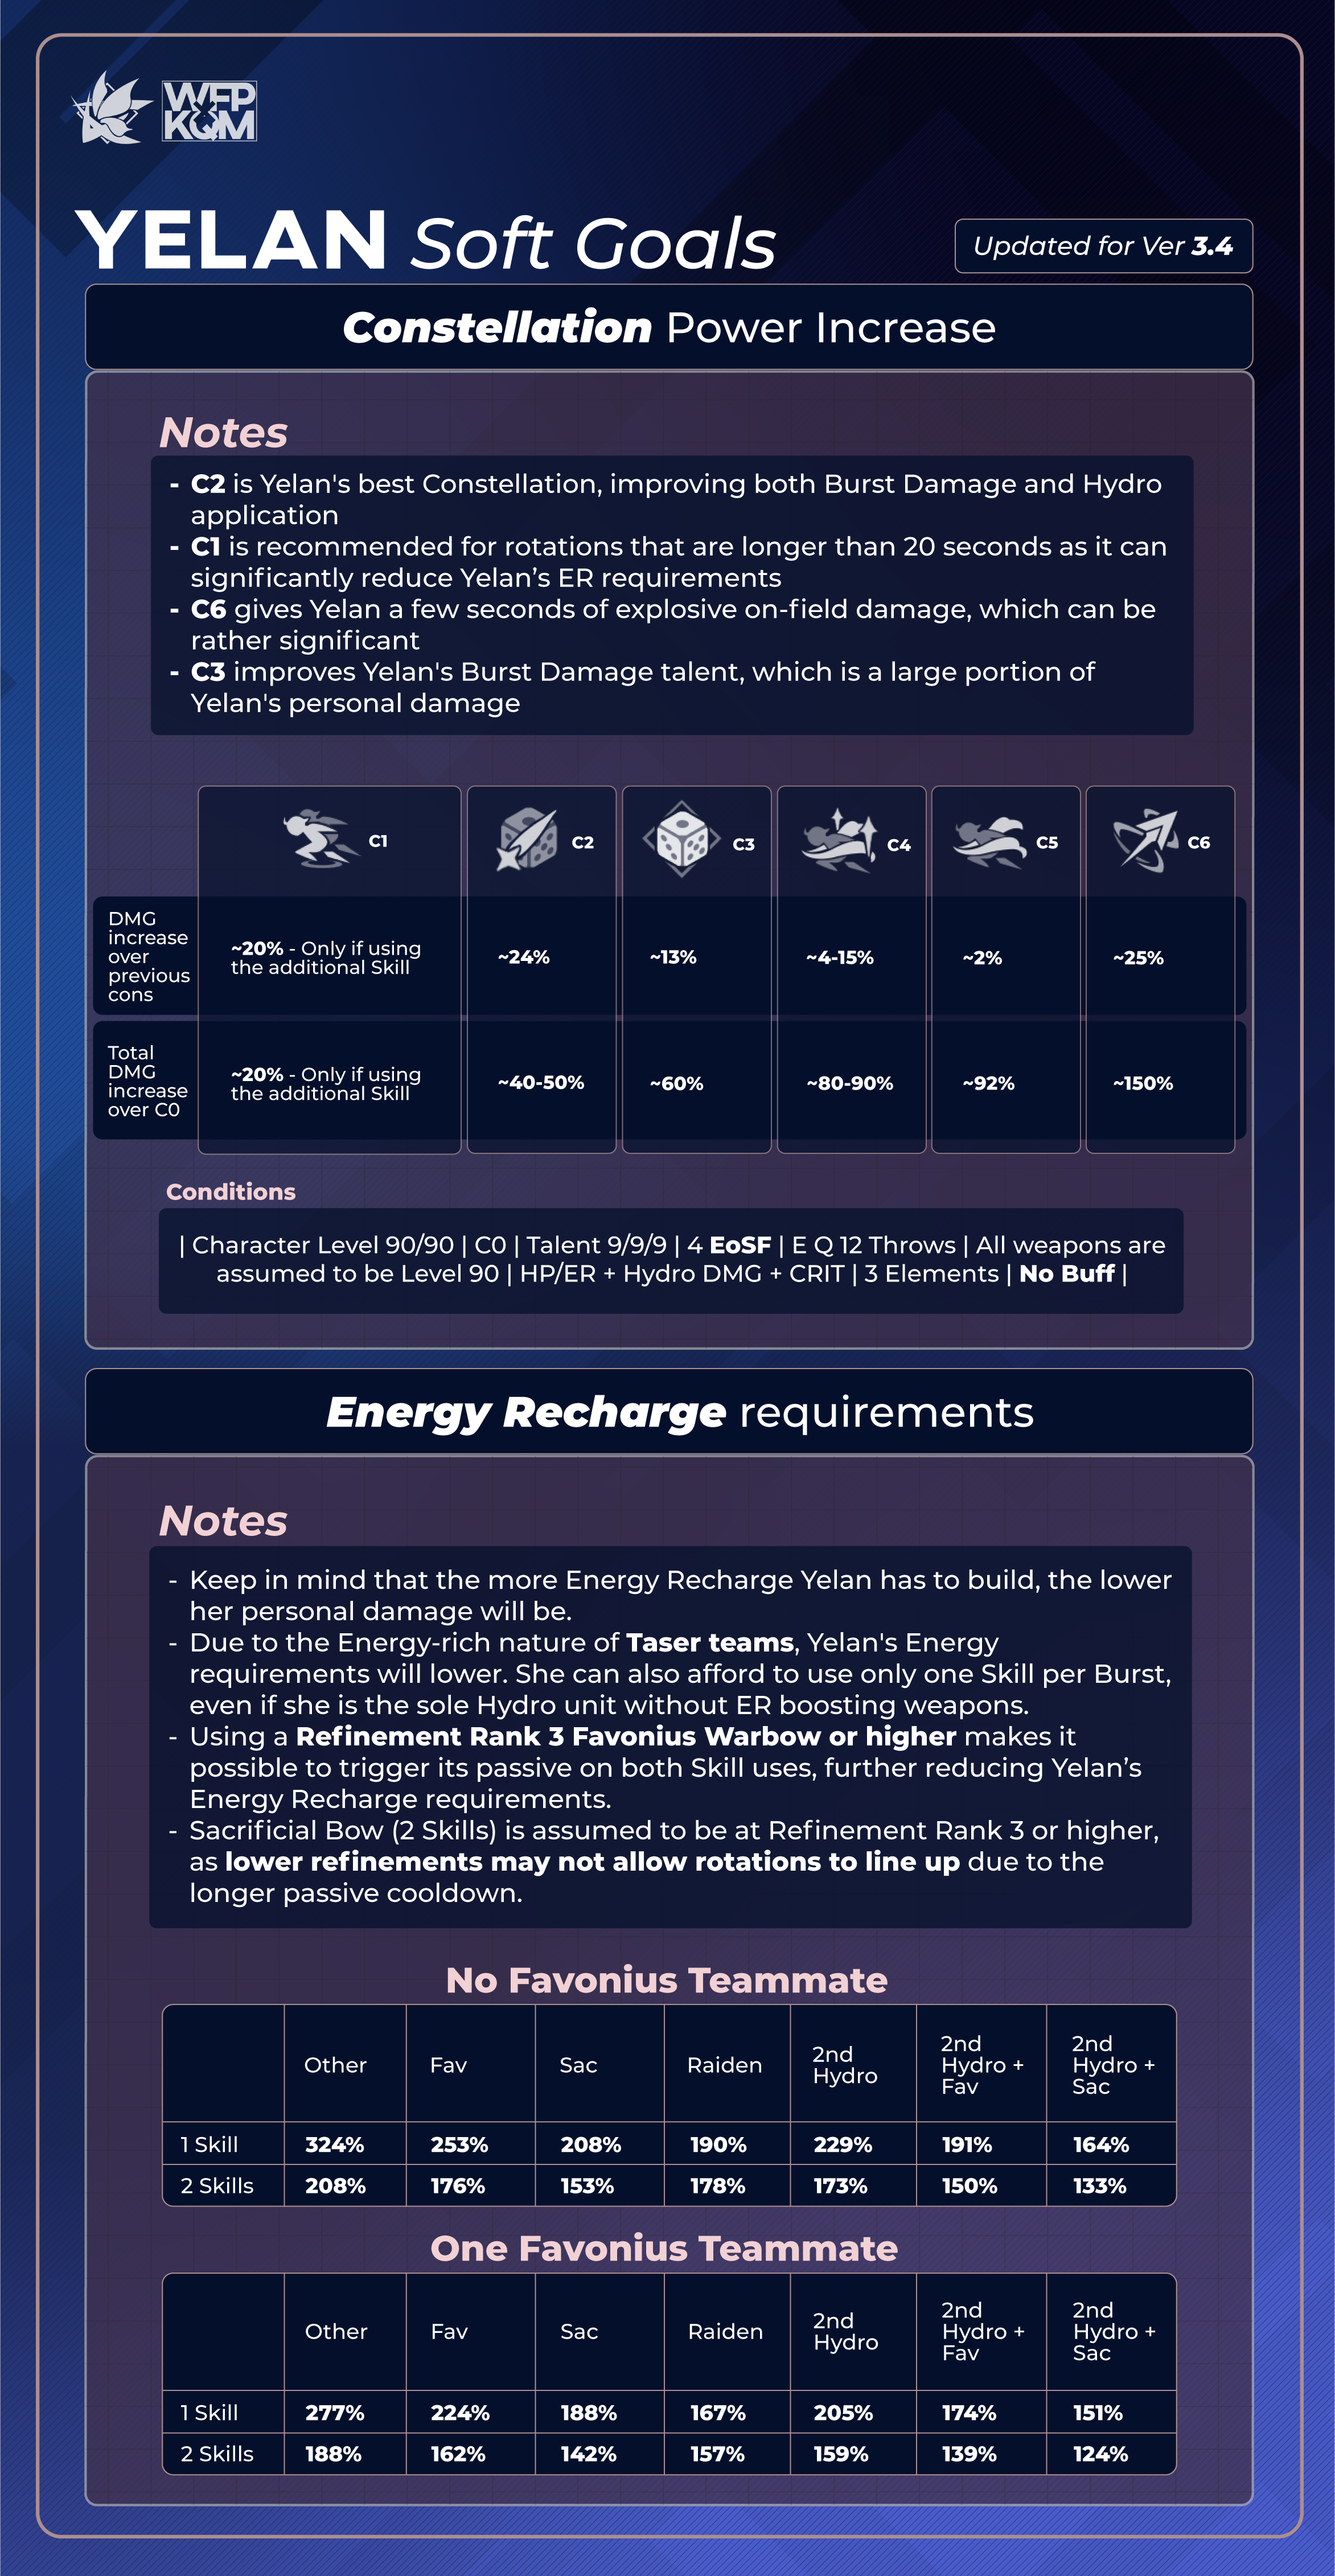 WFP
KQM
YELAN Soft Goals
Updated for Ver 3.4
Constellation Power Increase
Notes
- C2 is Yelan's best Constellation, improving both Burst Damage and Hydro
application
- C1 is recommended for rotations that are longer than 20 seconds as it can
significantly reduce Yelan’s ER requirements
- C6 gives Yelan a few seconds of explosive on-field damage, which can be
rather significant
- C3 improves Yelan's Burst Damage talent, which is a large portion of
Yelan's personal damage
C1 C2 C3 C4 C5 C6
DMG
increase
over
previous
cons
~20% - Only if using
the additional Skill
~24% ~13% ~4-15% ~2% ~25%
Total
DMG
increase
over C0
~20% - Only if using
the additional Skill
~40-50% ~60% ~80-90% ~92% ~150%
Conditions
| Character Level 90/90 | C0 | Talent 9/9/9 | 4 EoSF | E Q 12 Throws | All weapons are
assumed to be Level 90 | HP/ER + Hydro DMG + CRIT | 3 Elements | No Buff |
Energy Recharge requirements
Notes
- Keep in mind that the more Energy Recharge Yelan has to build, the lower
her personal damage will be.
- Due to the Energy-rich nature of Taser teams, Yelan's Energy
requirements will lower. She can also afford to use only one Skill per Burst,
even if she is the sole Hydro unit without ER boosting weapons.
- Using a Refinement Rank 3 Favonius Warbow or higher makes it
possible to trigger its passive on both Skill uses, further reducing Yelan’s
Energy Recharge requirements.
- Sacrificial Bow (2 Skills) is assumed to be at Refinement Rank 3 or higher,
as lower refinements may not allow rotations to line up due to the
longer passive cooldown.
No Favonius Teammate
Other Fav Sac Raiden 2nd Hydro 2nd Hydro + Fav 2nd Hydro + Sac
1 Skill 324% 253% 208% 190% 229% 191% 164%
2 Skills 208% 176% 153% 178% 173% 150% 133%
One Favonius Teammate
Other Fav Sac Raiden 2nd Hydro 2nd Hydro + Fav 2nd Hydro + Sac
1 Skill 277% 224% 188% 167% 205% 174% 151%
2 Skills 188% 162% 142% 157% 159% 139% 124%